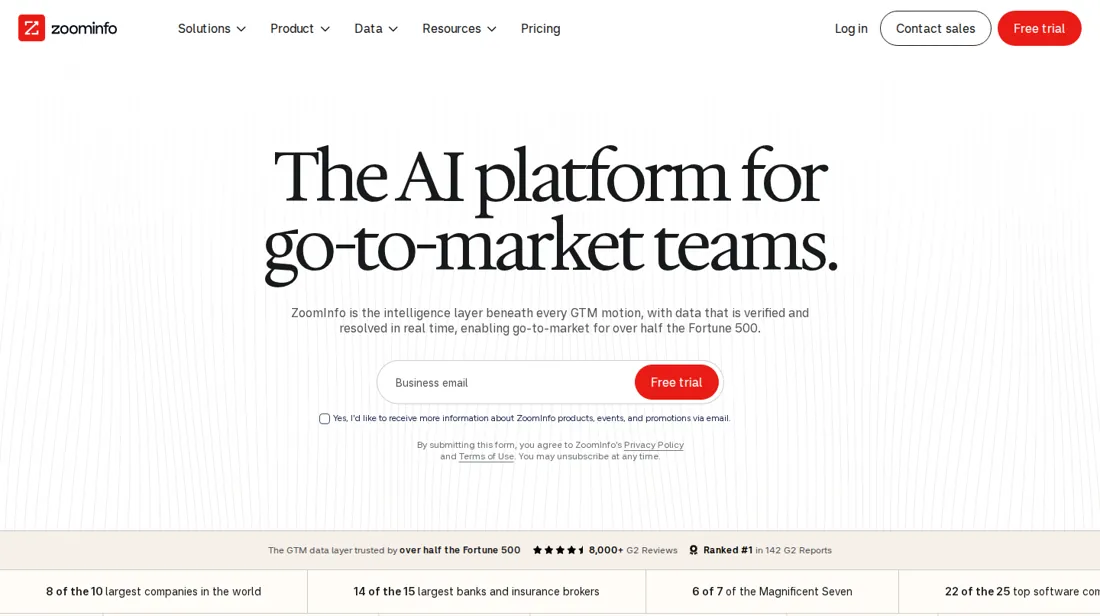 zoominfo
Solutions
Product
Data
Resources
Pricing
Log in
Contact sales
Free trial
The AI platform for
go-to-market teams.
ZoomInfo is the intelligence layer beneath every GTM motion, with data that is verified and
resolved in real time, enabling go-to-market for over half the Fortune 500.
Business email
Free trial
Yes, I'd like to receive more information about ZoomInfo products, events, and promotions via email.
By submitting this form, you agree to ZoomInfo's Privacy Policy
and Terms of Use. You may unsubscribe at any time.
The GTM data layer trusted by over half the Fortune 500
8,000+ G2 Reviews
Ranked #1 in 142 G2 Reports
8 of the 10 largest companies in the world
14 of the 15 largest banks and insurance brokers
6 of 7 of the Magnificent Seven
22 of the 25 top software